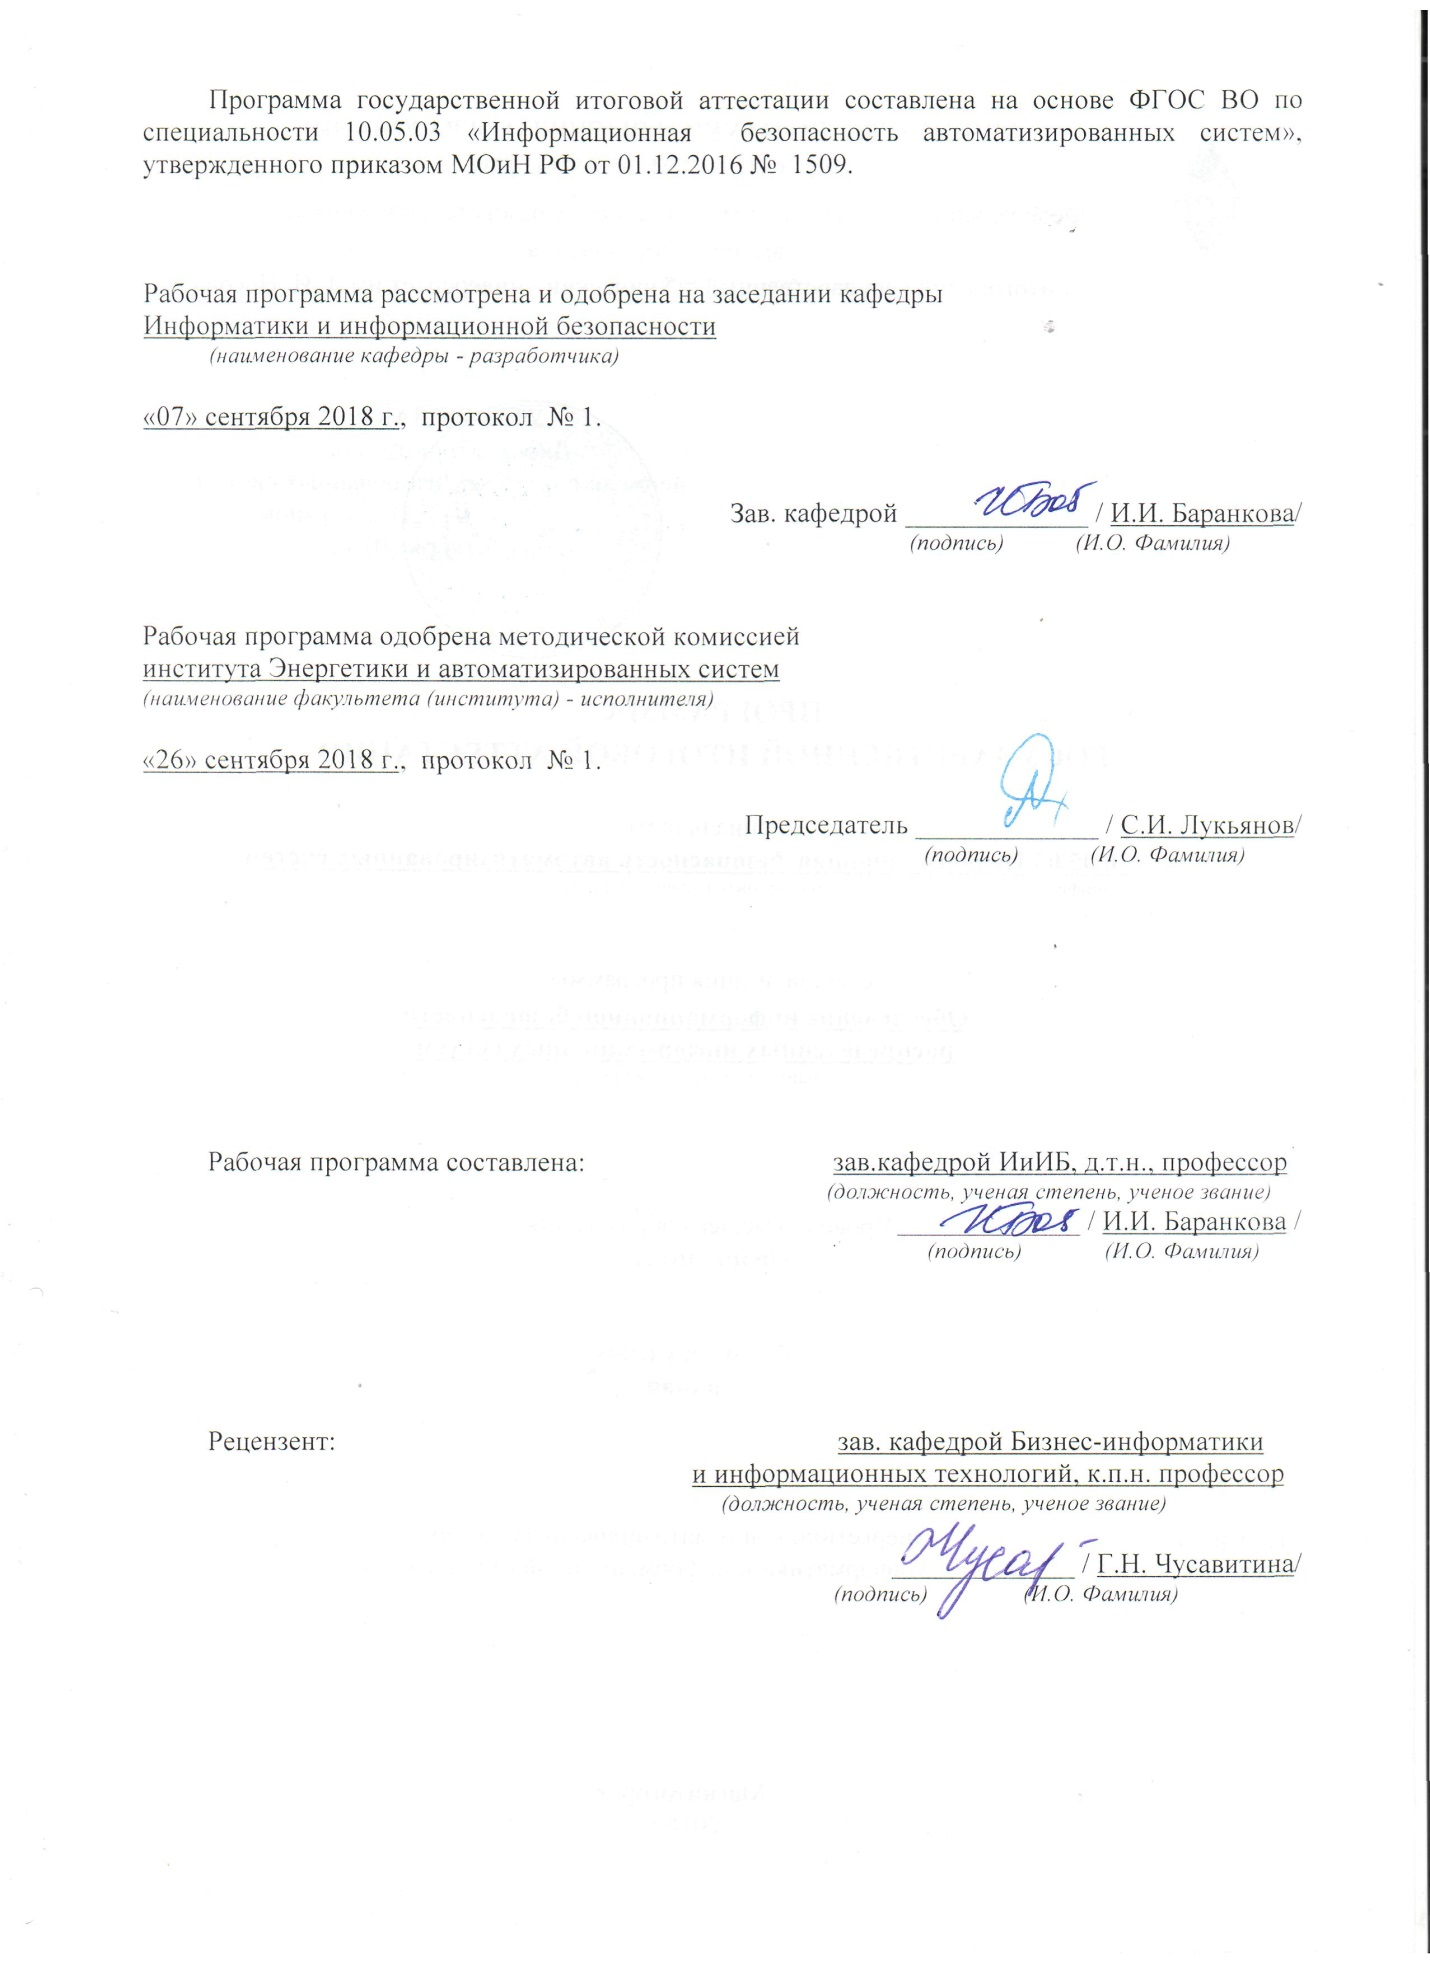 Программа государственной итоговой аттестации составлена на основе ФГОС ВО по
специальности 10.05.03 «Информационная безопасность автоматизированных систем»,
утвержденного приказом МОиН РФ от 01.12.2016 № 1509.
Рабочая программа рассмотрена и одобрена на заседании кафедры
Информатики и информационной безопасности
(наименование кафедры - разработчика)
«07» сентября 2018 г., протокол № 1.
Зав. кафедрой ______________ / И.И. Баранкова/
(подпись) (И.О. Фамилия)
Рабочая программа одобрена методической комиссией
института Энергетики и автоматизированных систем
(наименование факультета (института) - исполнителя)
«26» сентября 2018 г., протокол № 1.
Председатель ______________ / С.И. Лукьянов/
(подпись) (И.О. Фамилия)
Рабочая программа составлена: зав.кафедрой ИиИБ, д.т.н., профессор
(должность, ученая степень, ученое звание)
______________ / И.И. Баранкова /
(подпись) (И.О. Фамилия)
Рецензент: зав. кафедрой Бизнес-информатики
и информационных технологий, к.п.н. профессор
(должность, ученая степень, ученое звание)
______________ / Г.Н. Чусавитина/
(подпись) (И.О. Фамилия)